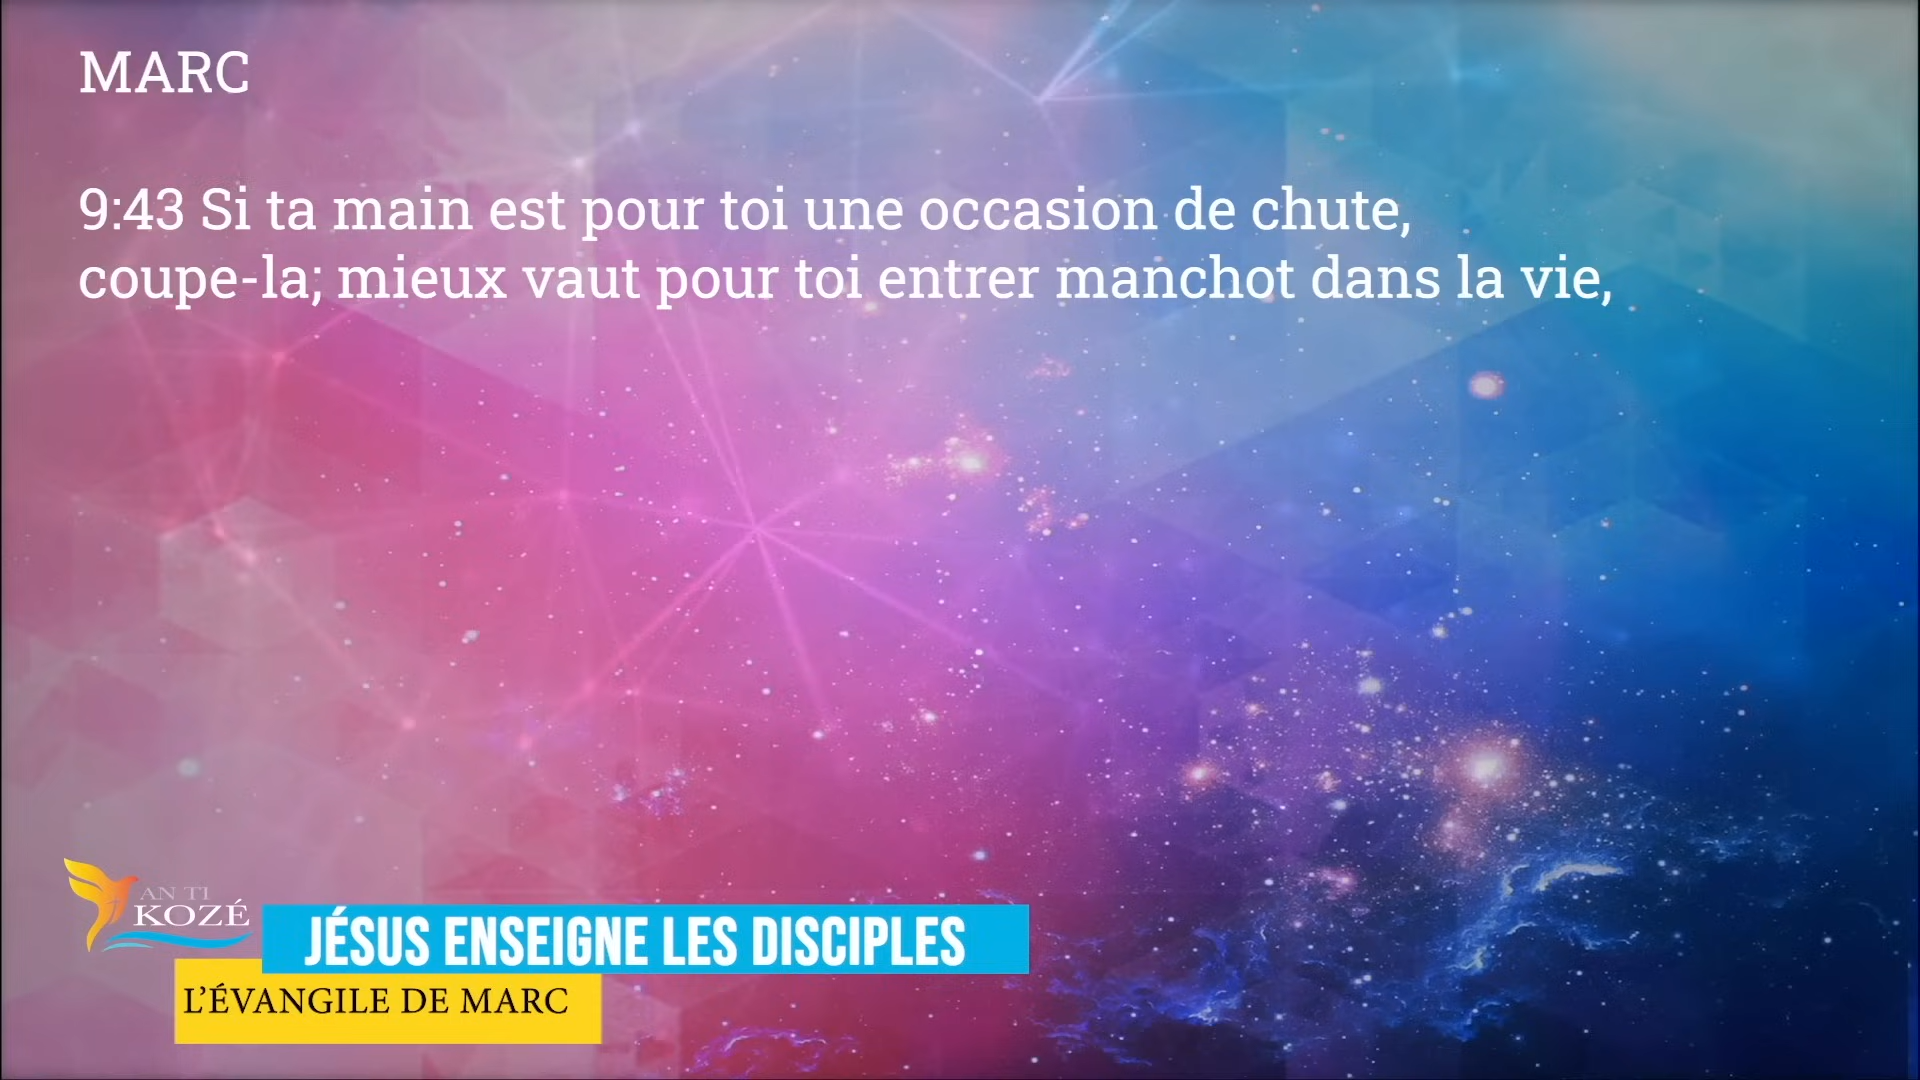 MARC
9:43 Si ta main est pour toi une occasion de chute,
coupe-la; mieux vaut pour toi entrer manchot dans la vie,
AN TI
KOZÉ
JÉSUS ENSEIGNE LES DISCIPLES
L'ÉVANGILE DE MARC